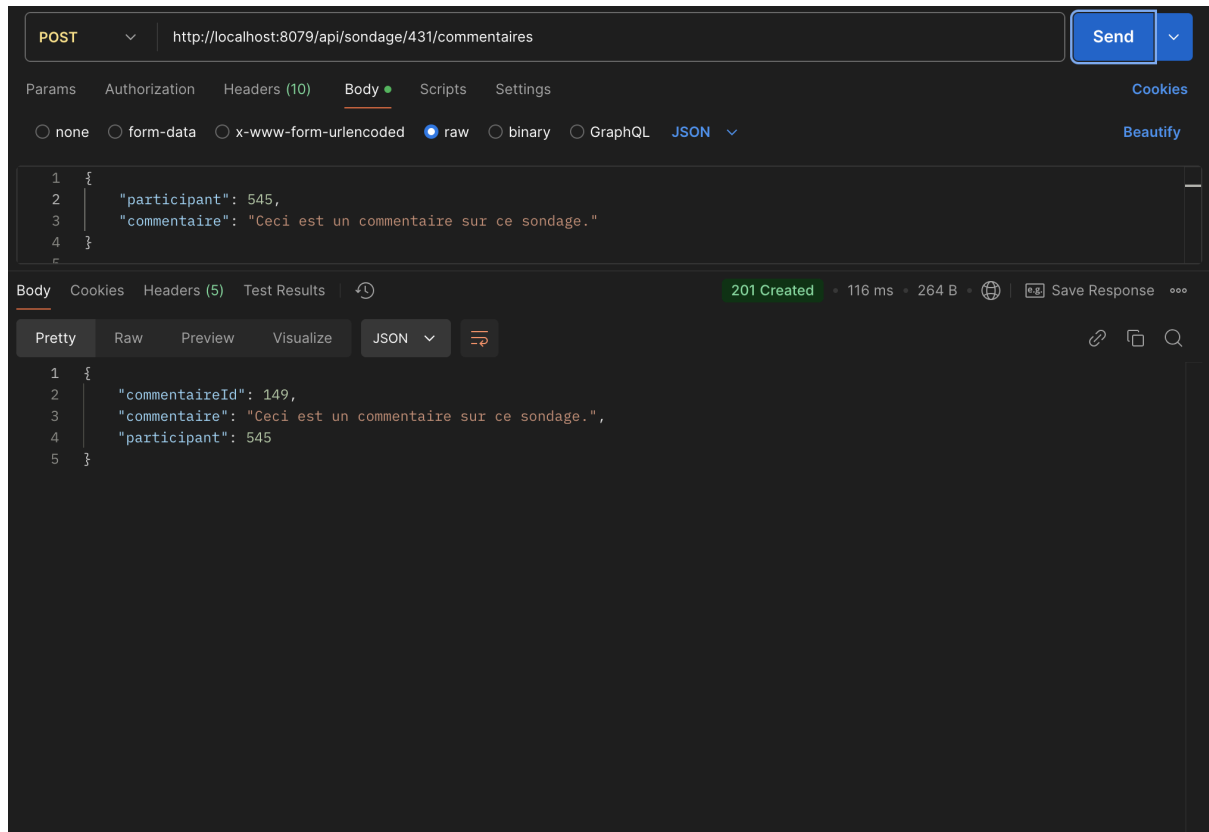 POST http://localhost:8079/api/sondage/431/commentaires Send
Params Authorization Headers (10) Body Scripts Settings Cookies
none form-data x-www-form-urlencoded raw binary GraphQL JSON Beautify
1 {
2 "participant": 545,
3 "commentaire": "Ceci est un commentaire sur ce sondage."
4 }
5
Body Cookies Headers (5) Test Results 201 Created • 116 ms • 264 B • e.g. Save Response
Pretty Raw Preview Visualize JSON
1 {
2 "commentaireId": 149,
3 "commentaire": "Ceci est un commentaire sur ce sondage.",
4 "participant": 545
5 }